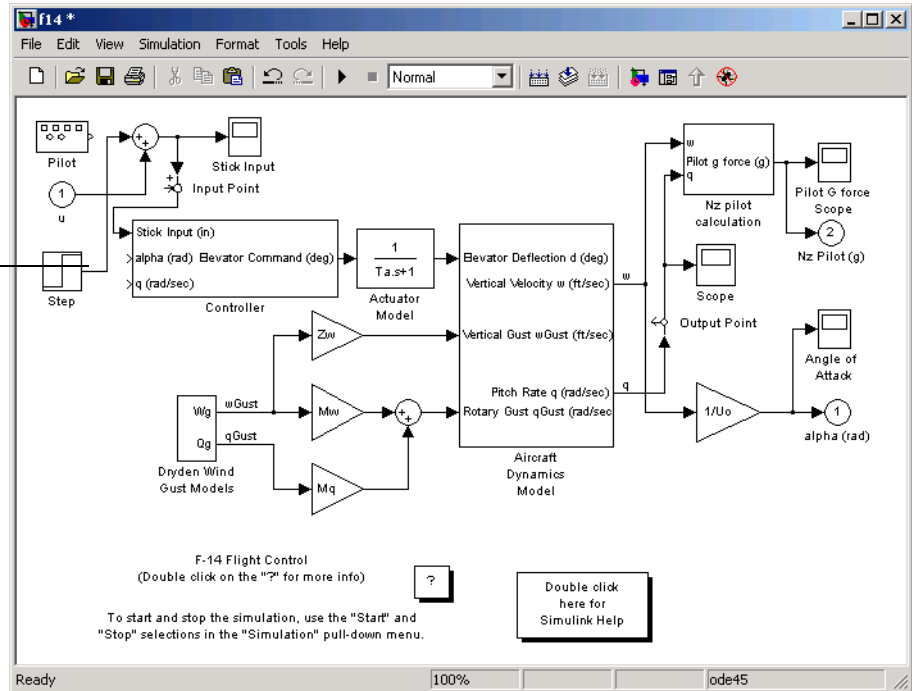 f14 *
File Edit View Simulation Format Tools Help
Normal
Pilot
+
+
Stick Input
+
Input Point
1
u
Step
Stick Input (in)
alpha (rad) Elevator Command (deg)
q (rad/sec)
Controller
1
Ta.s+1
Actuator
Model
Elevator Deflection d (deg)
Vertical Velocity w (ft/sec)
Vertical Gust wGust (ft/sec)
Pitch Rate q (rad/sec)
Rotary Gust qGust (rad/sec
Aircraft
Dynamics
Model
w
q
w
Pilot g force (g)
q
Nz pilot
calculation
Pilot G force
Scope
2
Nz Pilot (g)
Scope
Output Point
Angle of
Attack
1/Uo
1
alpha (rad)
Zw
Mw
Mq
+
+
Wg
Qg
wGust
qGust
Dryden Wind
Gust Models
F-14 Flight Control
(Double click on the "?" for more info)
?
To start and stop the simulation, use the "Start" and
"Stop" selections in the "Simulation" pull-down menu.
Double click
here for
Simulink Help
Ready
100%
ode45